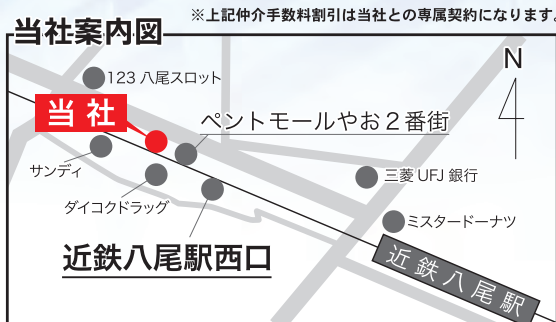 ※上記仲介手数料割引は当社との専属契約になります。
当社案内図
N
123 八尾スロット
当社
ペントモールやお２番街
サンディ
三菱 UFJ 銀行
ダイコクドラッグ
ミスタードーナツ
近鉄八尾駅西口
近鉄八尾駅